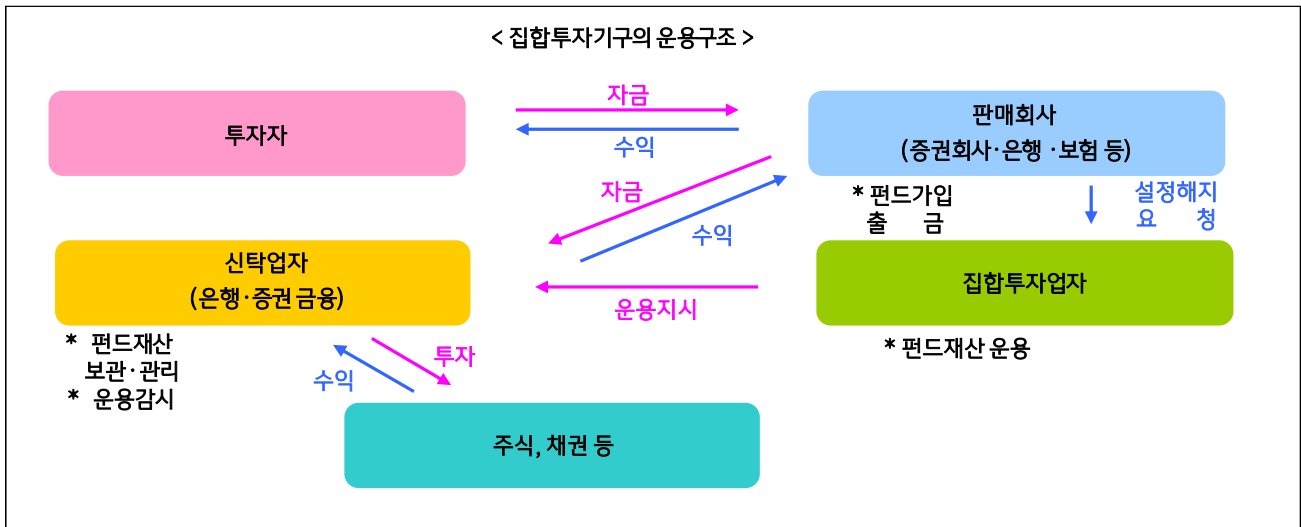 < 집합투자기구의 운용구조 >
자금
투자자
수익
판매회사
(증권회사·은행 ·보험 등)
자금
수익
* 펀드가입
출 금
설정해지
요 청
신탁업자
(은행·증권 금융)
운용지시
집합투자업자
* 펀드재산
보관·관리
* 운용감시
* 펀드재산 운용
투자
수익
주식, 채권 등